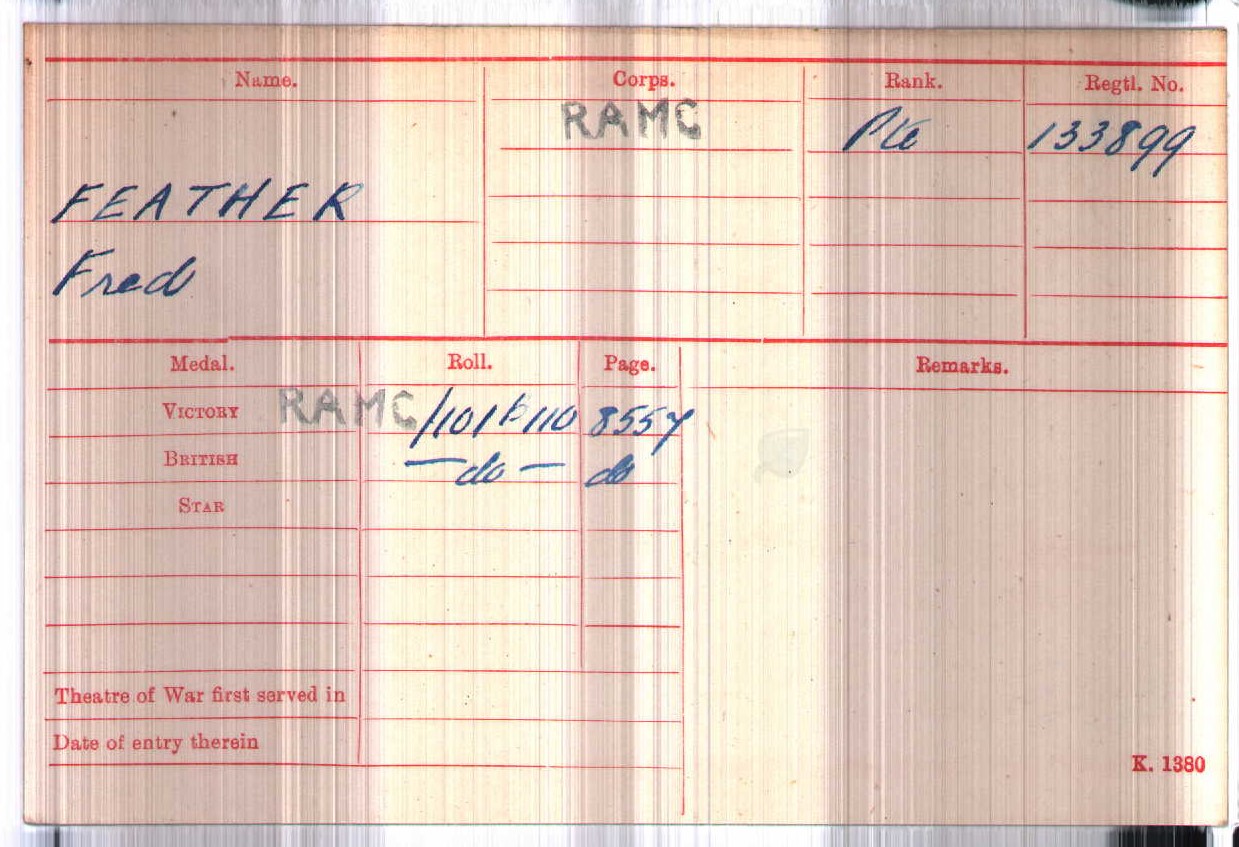 Name. Corps. Rank. Regtl. No.
RAMC Pte 133899
FEATHER
Fred
Medal. Roll. Page. Remarks.
VICTORY RAMC/101B110 8557
BRITISH —do— do
STAR
Theatre of War first served in
Date of entry therein
K. 1380